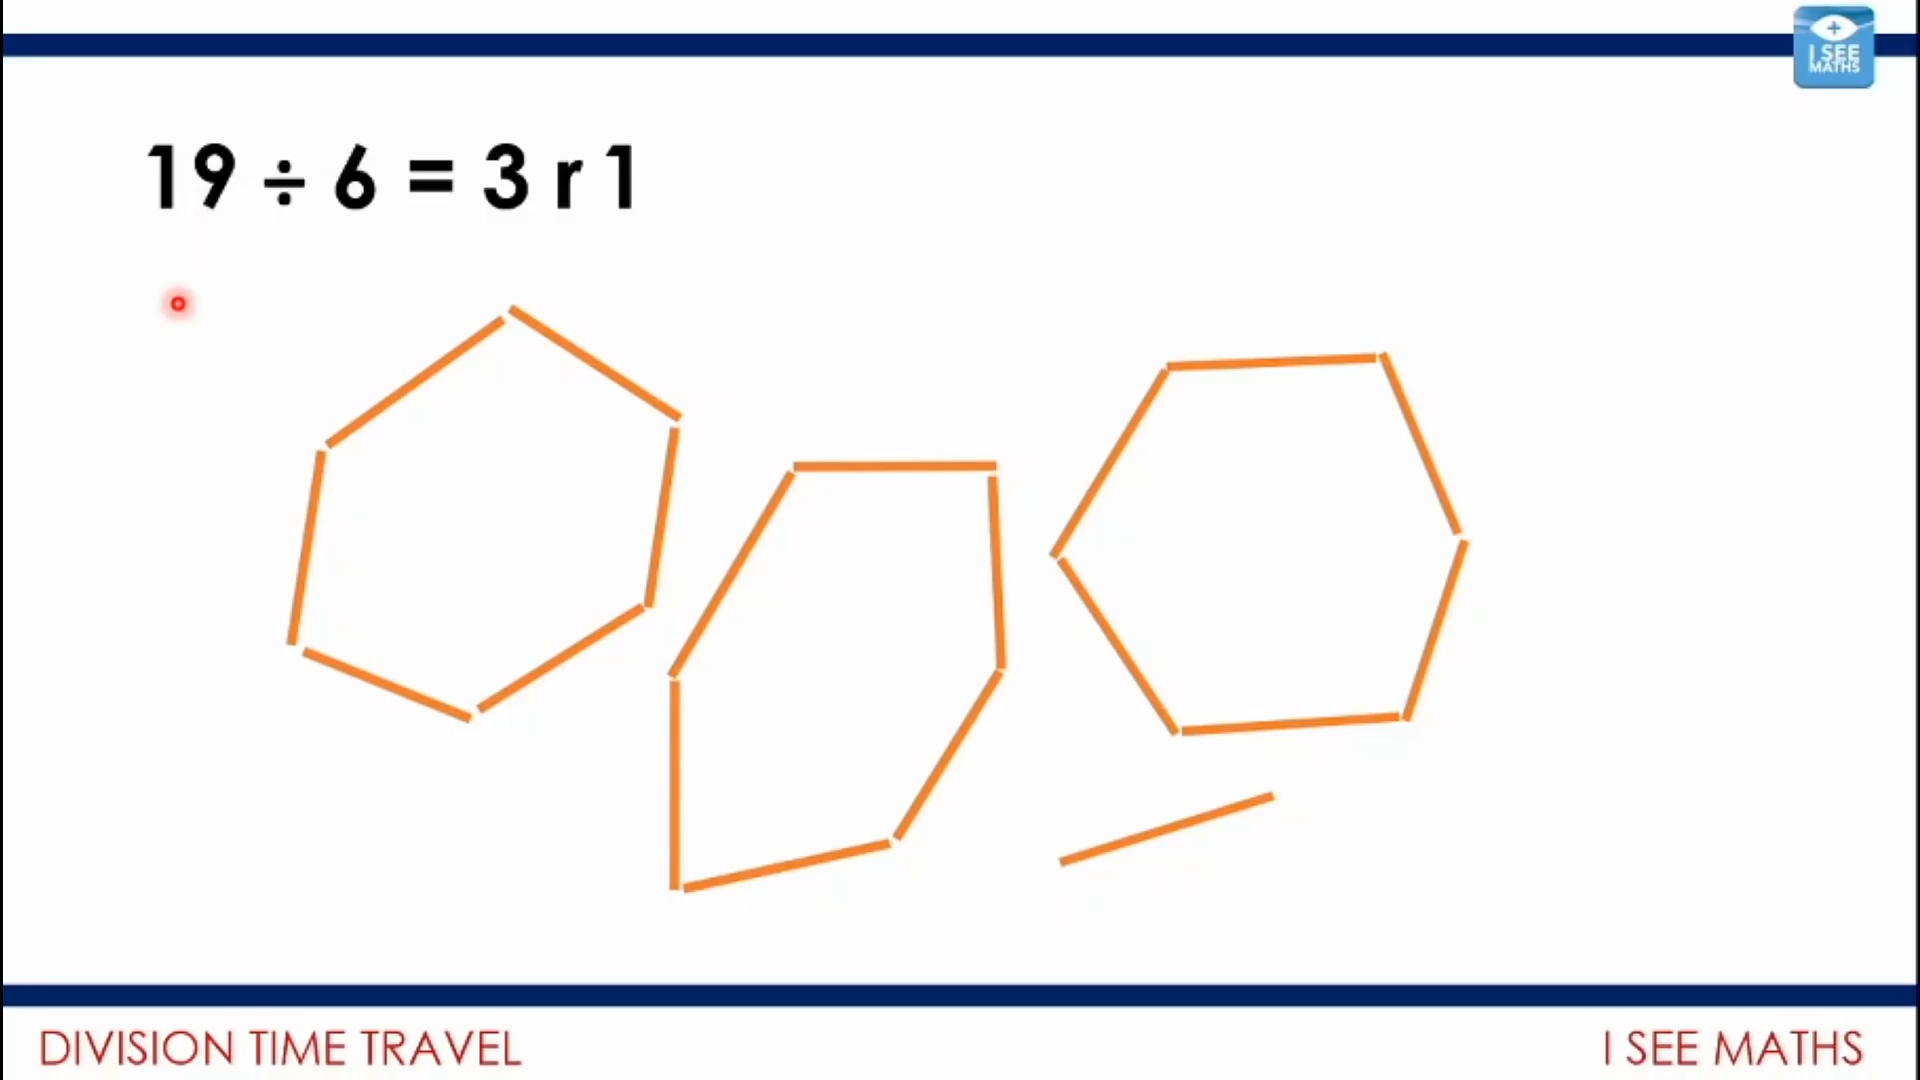 I SEE
MATHS
19 ÷ 6 = 3 r 1
DIVISION TIME TRAVEL
I SEE MATHS